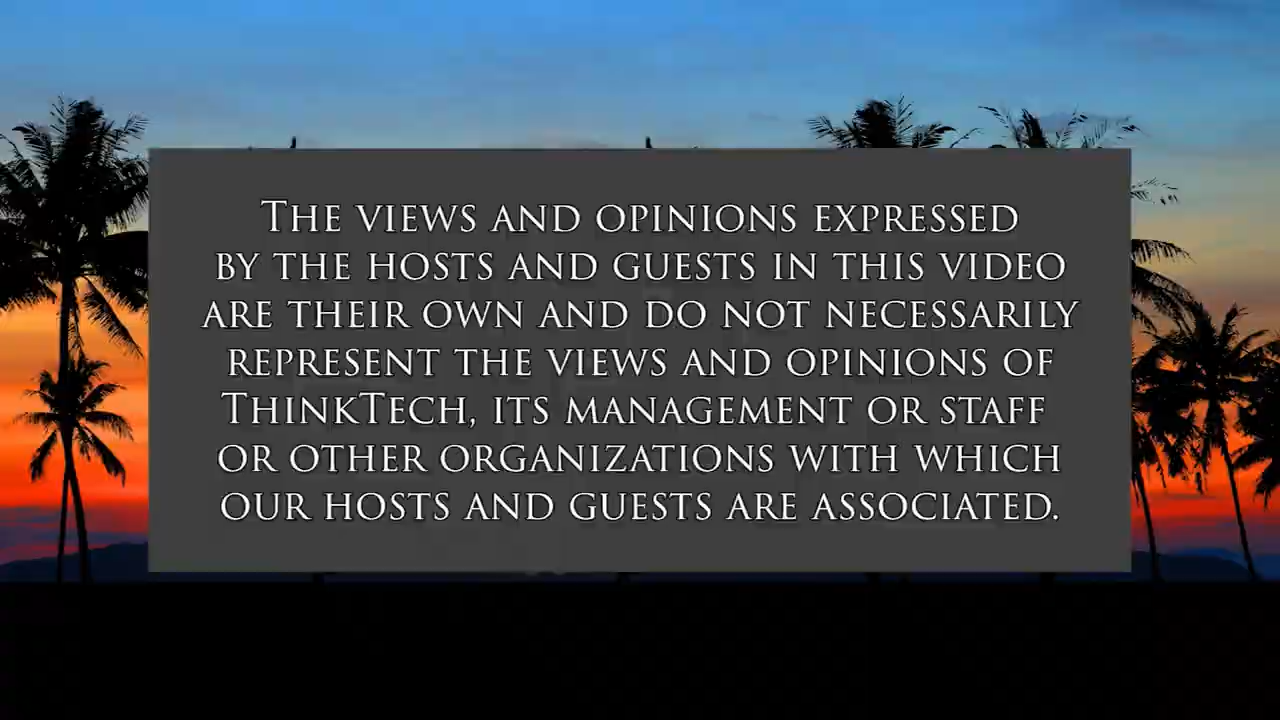 The views and opinions expressed
by the hosts and guests in this video
are their own and do not necessarily
represent the views and opinions of
ThinkTech, its management or staff
or other organizations with which
our hosts and guests are associated.